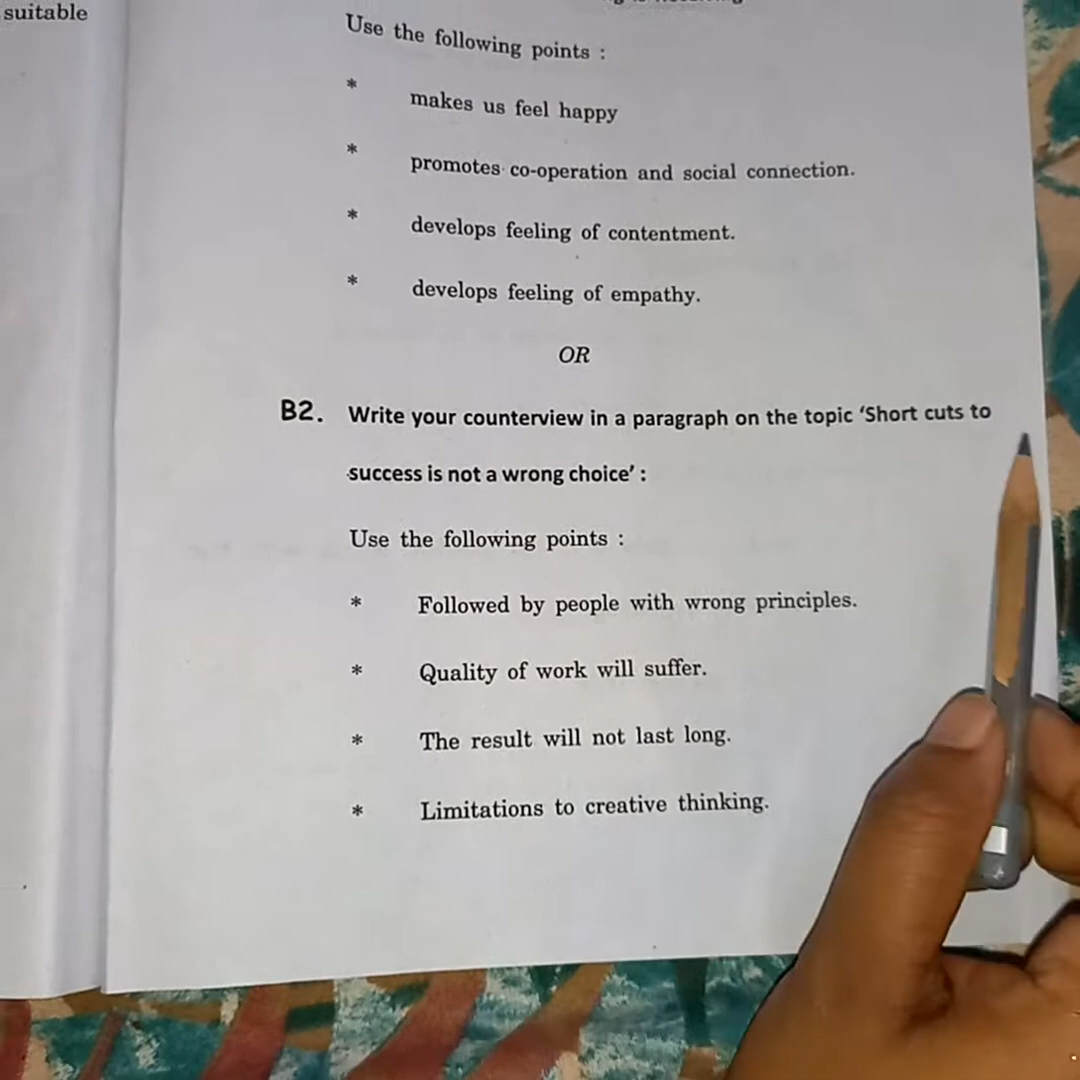 suitable
Use the following points :
* makes us feel happy
* promotes co-operation and social connection.
* develops feeling of contentment.
* develops feeling of empathy.
OR
B2. Write your counterview in a paragraph on the topic ‘Short cuts to
success is not a wrong choice’ :
Use the following points :
* Followed by people with wrong principles.
* Quality of work will suffer.
* The result will not last long.
* Limitations to creative thinking.